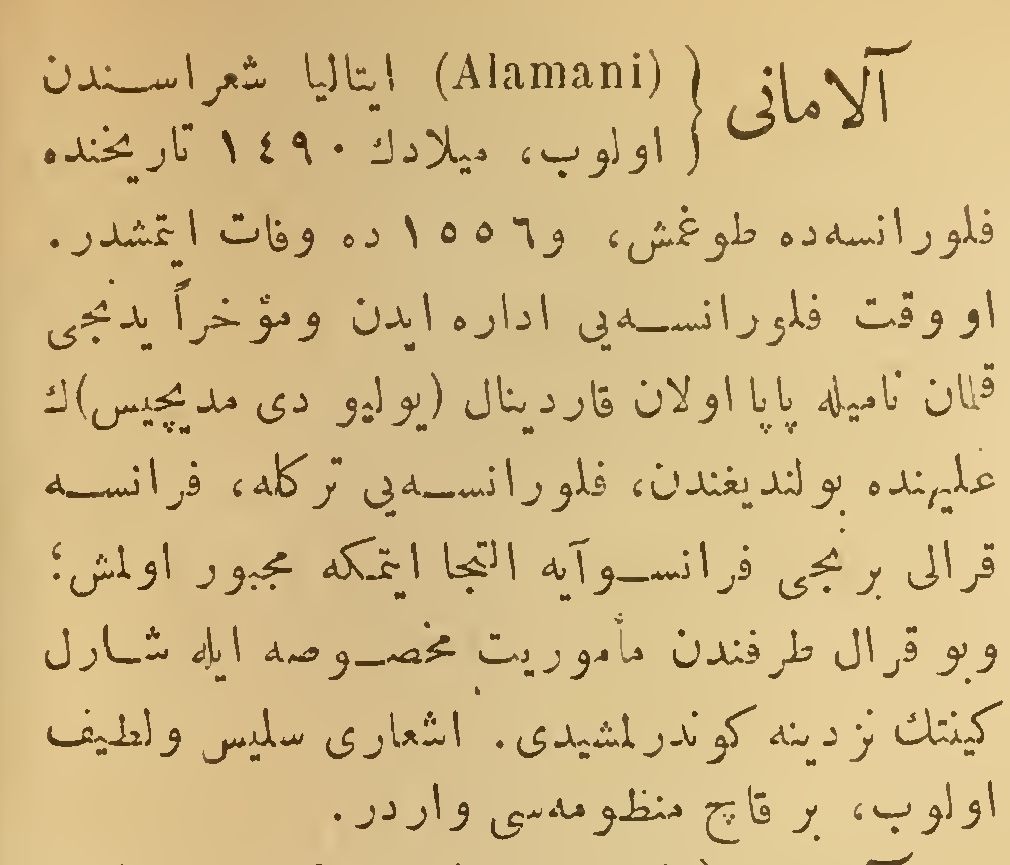 آلامانی { (Alamani) ایتالیا شعراسندن
اولوب، میلادك ١٤٩٠ تاریخنده
فلورانسه‌ده طوغمش، و١٥٥٦ ده وفات ایتمشدر.
او وقت فلورانسه‌یی اداره ایدن ومؤخراً یدنجی
قلمان نامیله پاپا اولان قاردینال (یولیو دی مدیچیس)ك
علیهنده بولندیغندن، فلورانسه‌یی ترکله، فرانسه
قرالی برنجی فرانسوآیه التجا ایتمکه مجبور اولمش؛
وبو قرال طرفندن مأموریت مخصوصه ایله شارل
کینتك نزدینه کوندرلمشیدی. اشعاری سلیس ولطیف
اولوب، بر قاچ منظومه‌سی واردر.